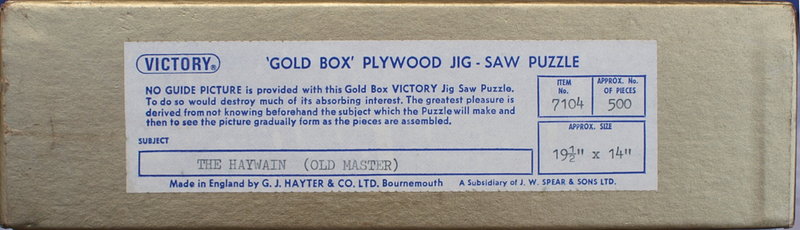 VICTORY®
'GOLD BOX' PLYWOOD JIG-SAW PUZZLE
NO GUIDE PICTURE is provided with this Gold Box VICTORY Jig Saw Puzzle.
To do so would destroy much of its absorbing interest. The greatest pleasure is
derived from not knowing beforehand the subject which the Puzzle will make and
then to see the picture gradually form as the pieces are assembled.
ITEM
No.
7104
APPROX. No.
OF PIECES
500
SUBJECT
THE HAYWAIN (OLD MASTER)
APPROX. SIZE
19½" x 14"
Made in England by G. J. HAYTER & CO. LTD. Bournemouth
A Subsidiary of J. W. SPEAR & SONS LTD.